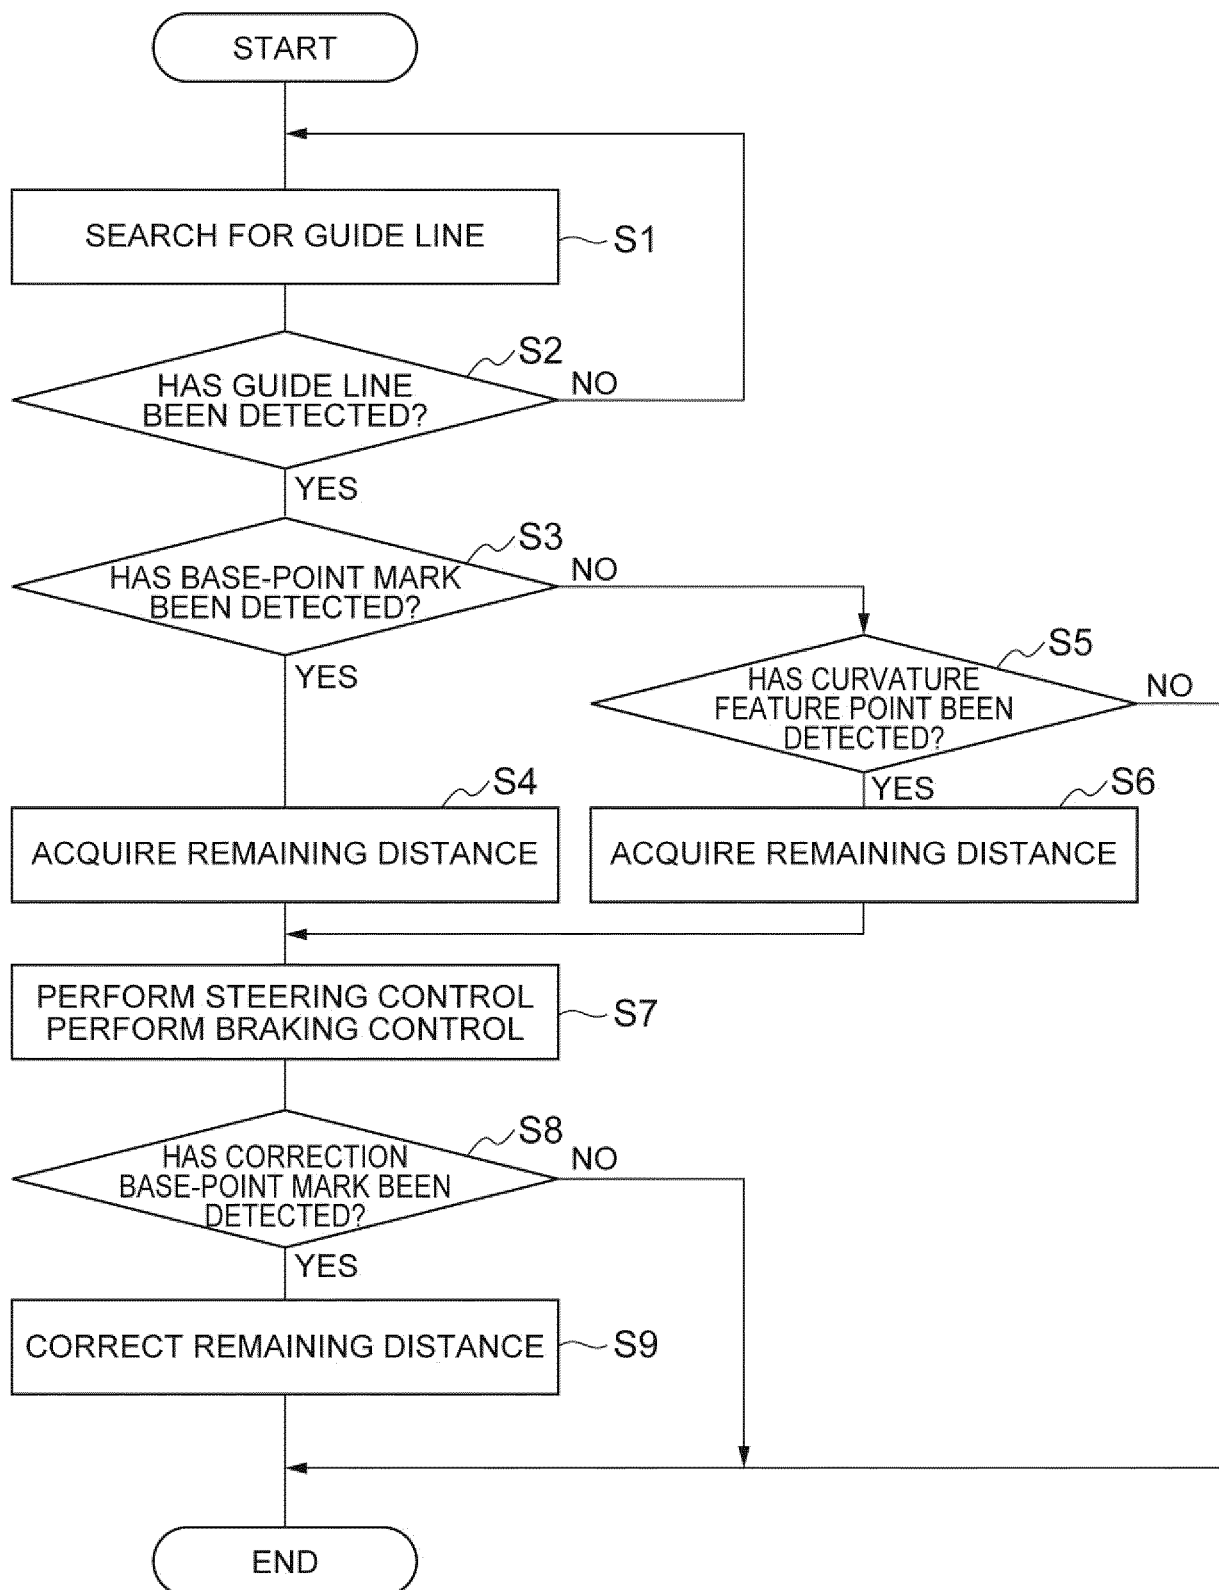 START
SEARCH FOR GUIDE LINE
S1
S2
HAS GUIDE LINE
BEEN DETECTED?
NO
YES
S3
HAS BASE-POINT MARK
BEEN DETECTED?
NO
YES
S5
HAS CURVATURE
FEATURE POINT BEEN
DETECTED?
NO
YES
S4
ACQUIRE REMAINING DISTANCE
S6
ACQUIRE REMAINING DISTANCE
PERFORM STEERING CONTROL
PERFORM BRAKING CONTROL
S7
S8
HAS CORRECTION
BASE-POINT MARK BEEN
DETECTED?
NO
YES
CORRECT REMAINING DISTANCE
S9
END